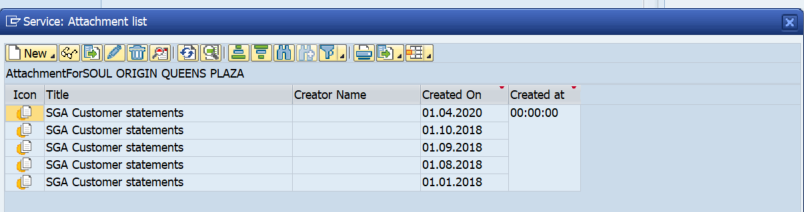 Service: Attachment list
New
AttachmentForSOUL ORIGIN QUEENS PLAZA
Icon Title Creator Name Created On Created at
SGA Customer statements 01.04.2020 00:00:00
SGA Customer statements 01.10.2018
SGA Customer statements 01.09.2018
SGA Customer statements 01.08.2018
SGA Customer statements 01.01.2018